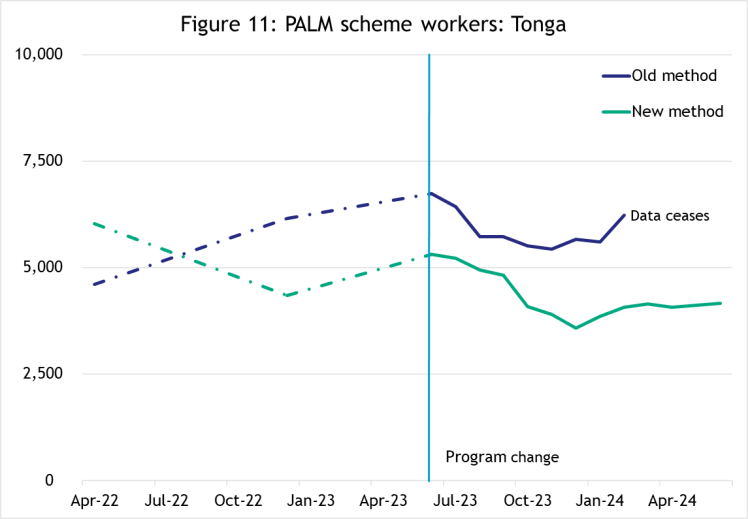 Figure 11: PALM scheme workers: Tonga
10,000
Old method
New method
7,500
Data ceases
5,000
2,500
Program change
0
Apr-22 Jul-22 Oct-22 Jan-23 Apr-23 Jul-23 Oct-23 Jan-24 Apr-24